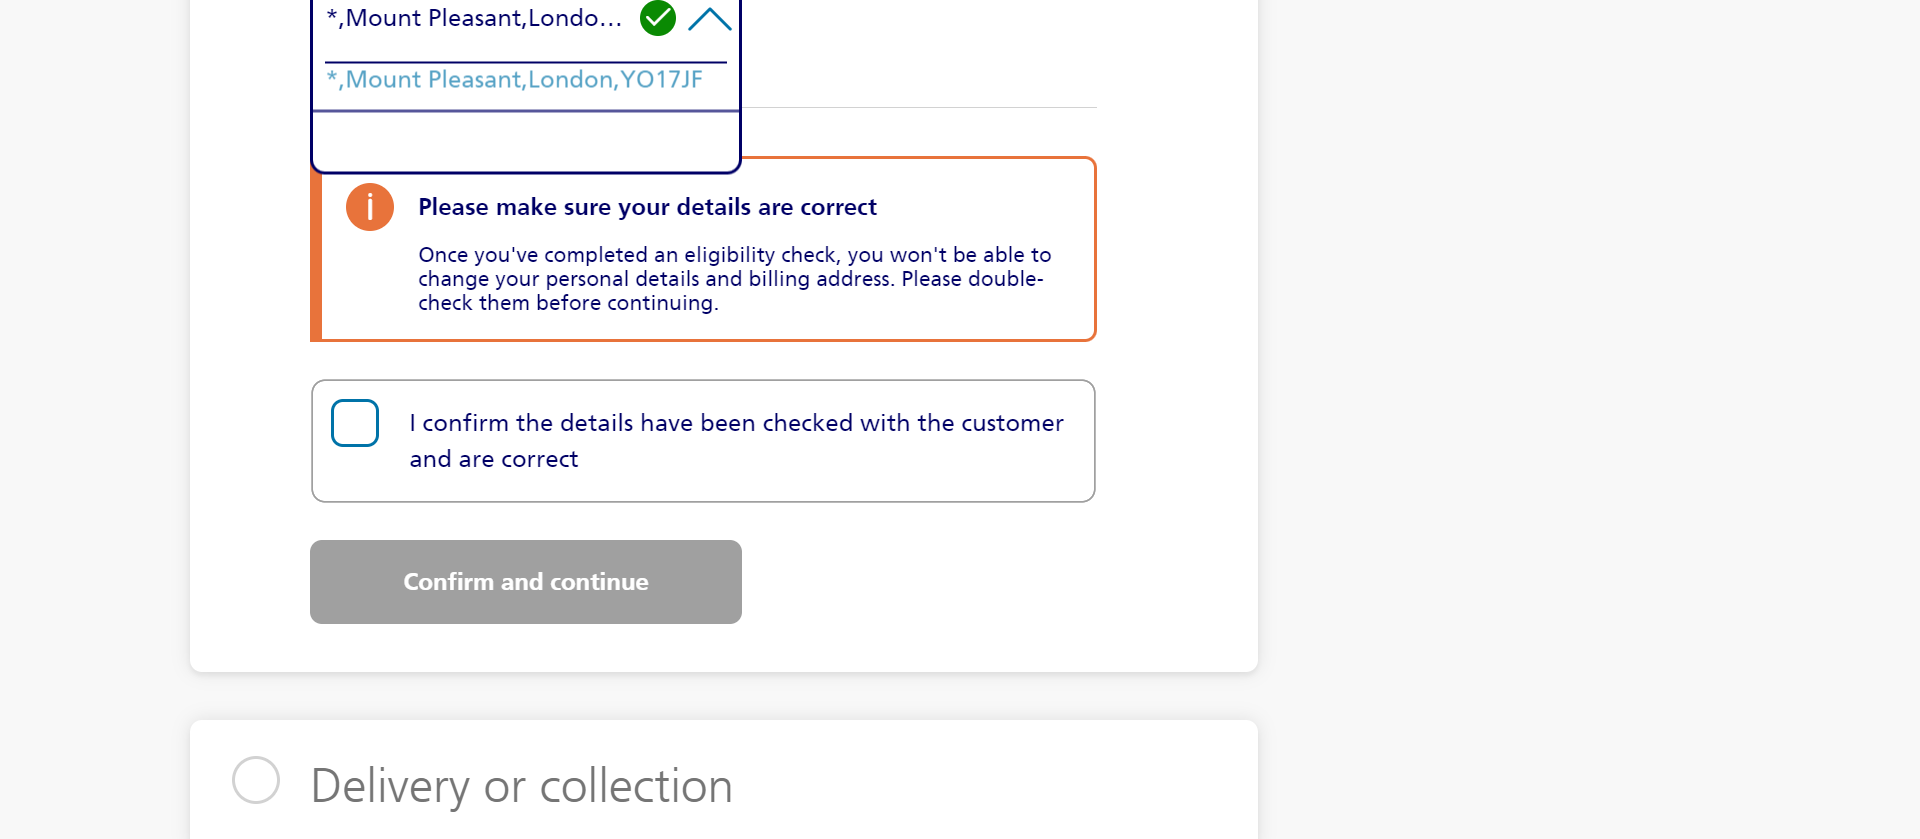 *,Mount Pleasant,Londo...
*,Mount Pleasant,London,YO17JF
Please make sure your details are correct
Once you've completed an eligibility check, you won't be able to
change your personal details and billing address. Please double-
check them before continuing.
I confirm the details have been checked with the customer
and are correct
Confirm and continue
Delivery or collection